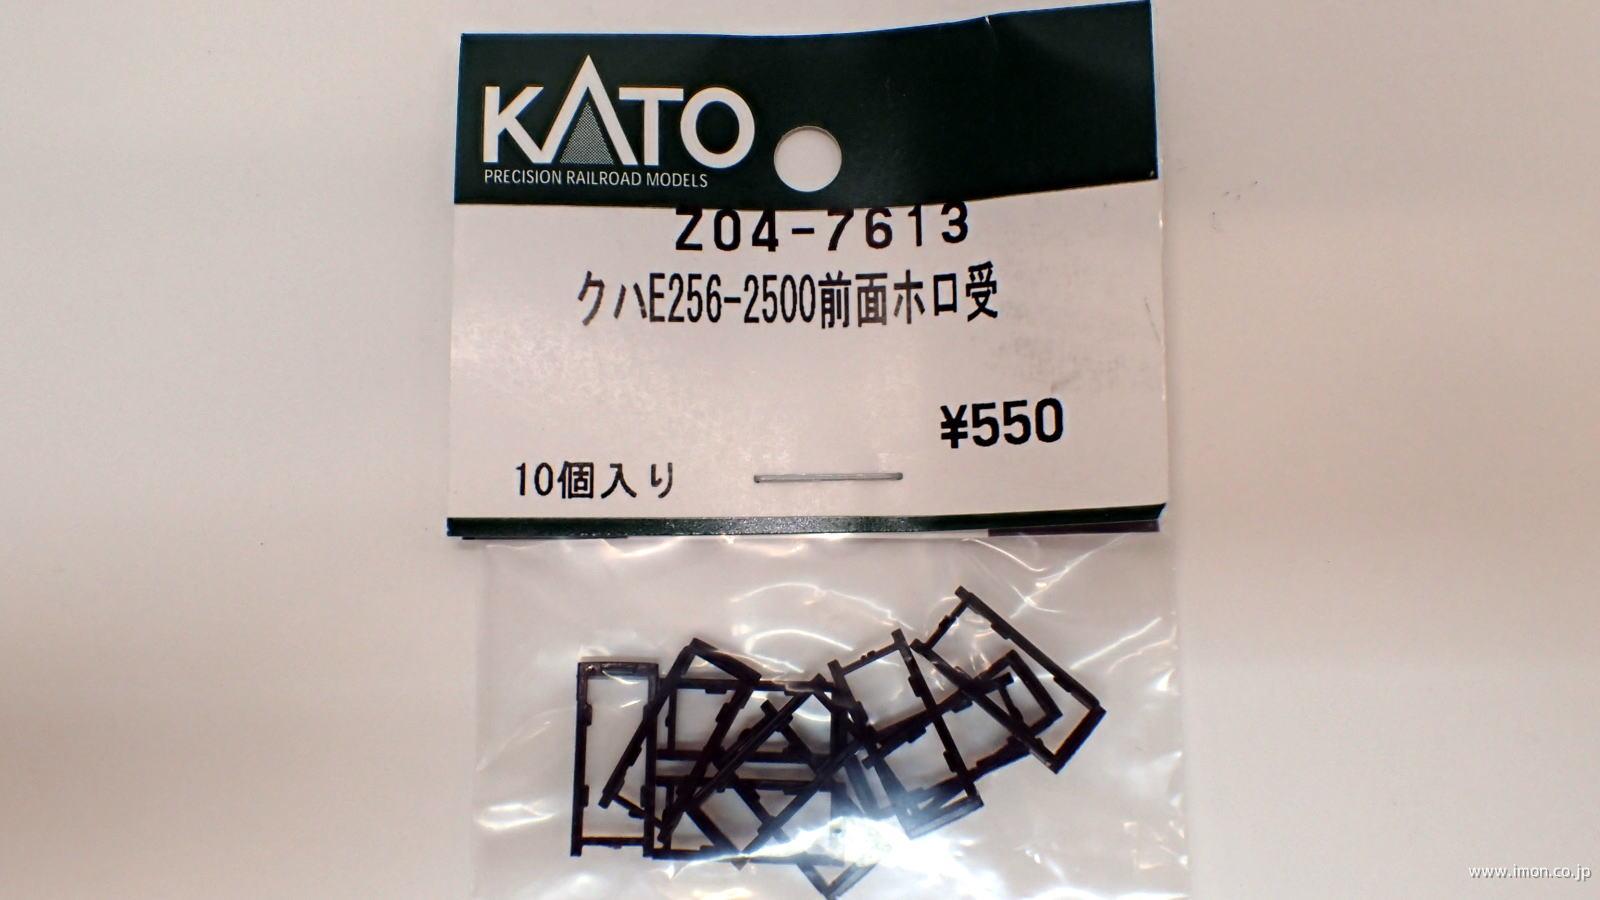 KATO
PRECISION RAILROAD MODELS
Z04-7613
クハE256-2500前面ホロ受
¥550
10個入り
www.imon.co.jp